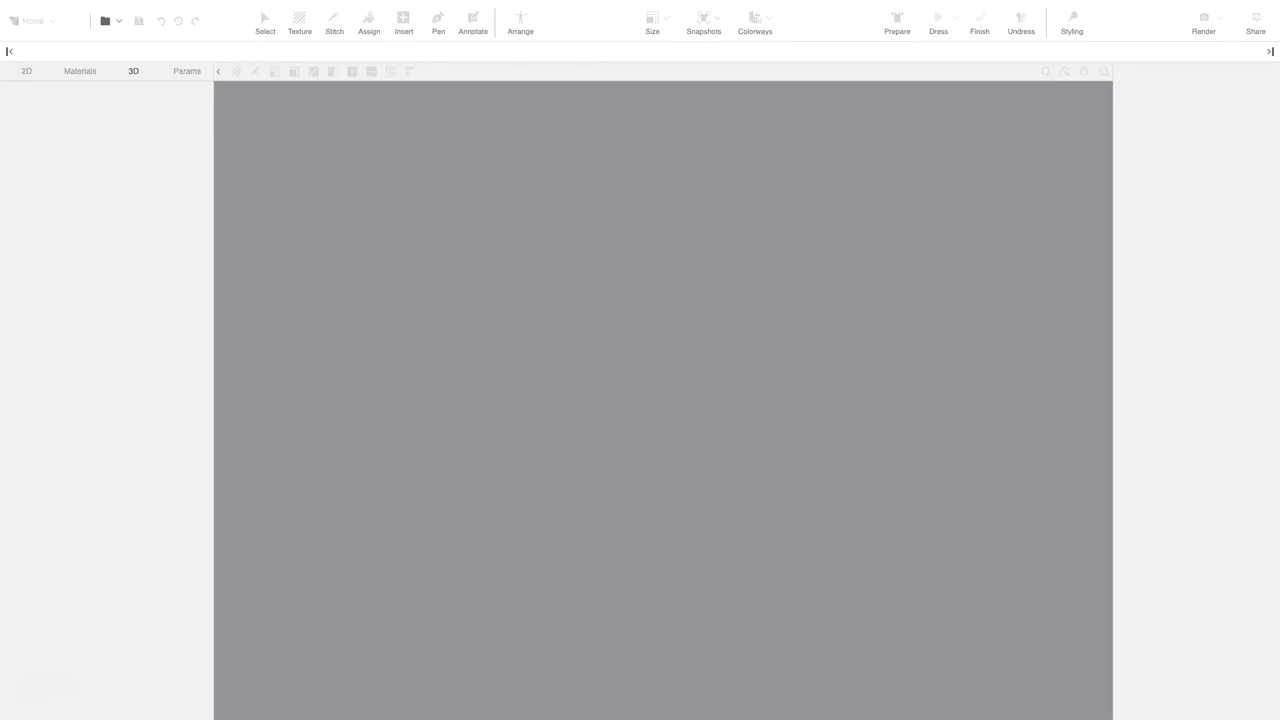 Home
Select Texture Stitch Assign Insert Pen Annotate Arrange Size Snapshots Colorways Prepare Dress Finish Undress Styling Render Share
2D Materials 3D Params